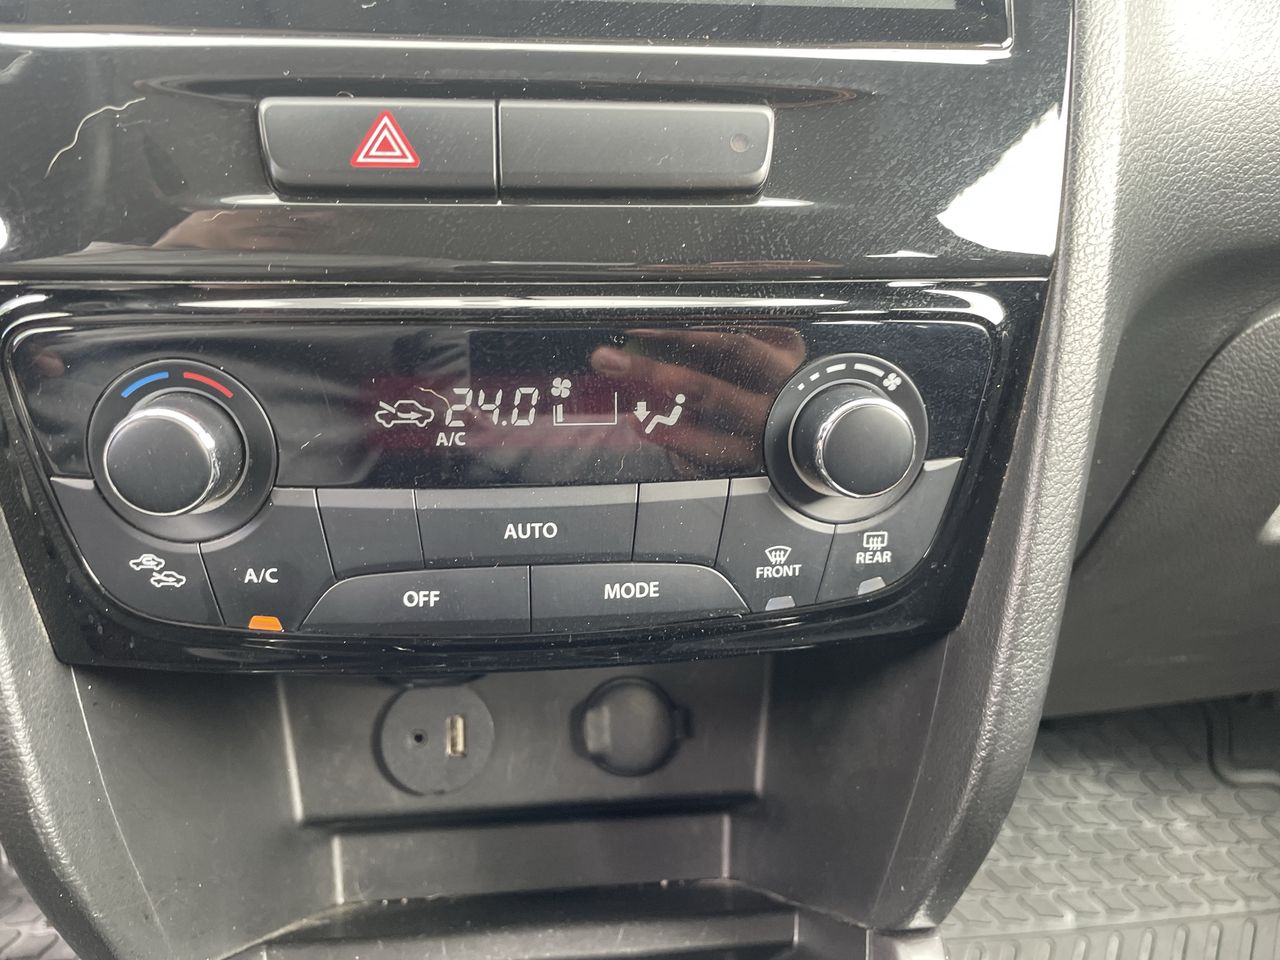 24.0
A/C
AUTO
A/C
OFF
MODE
FRONT
REAR